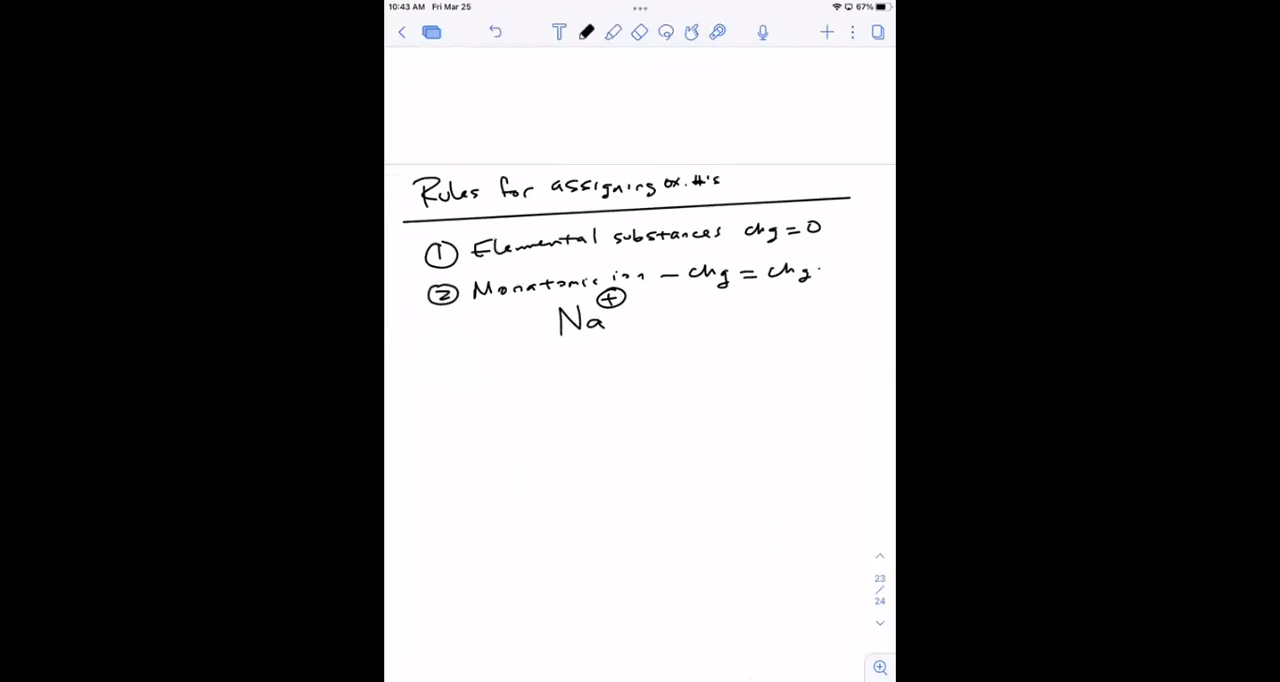 10:43 AM Fri Mar 25
67%
T
Rules for assigning ox. #'s
① Elemental substances chg = 0
② Monatomic ion — chg = chg.
Na⊕
23
/
24